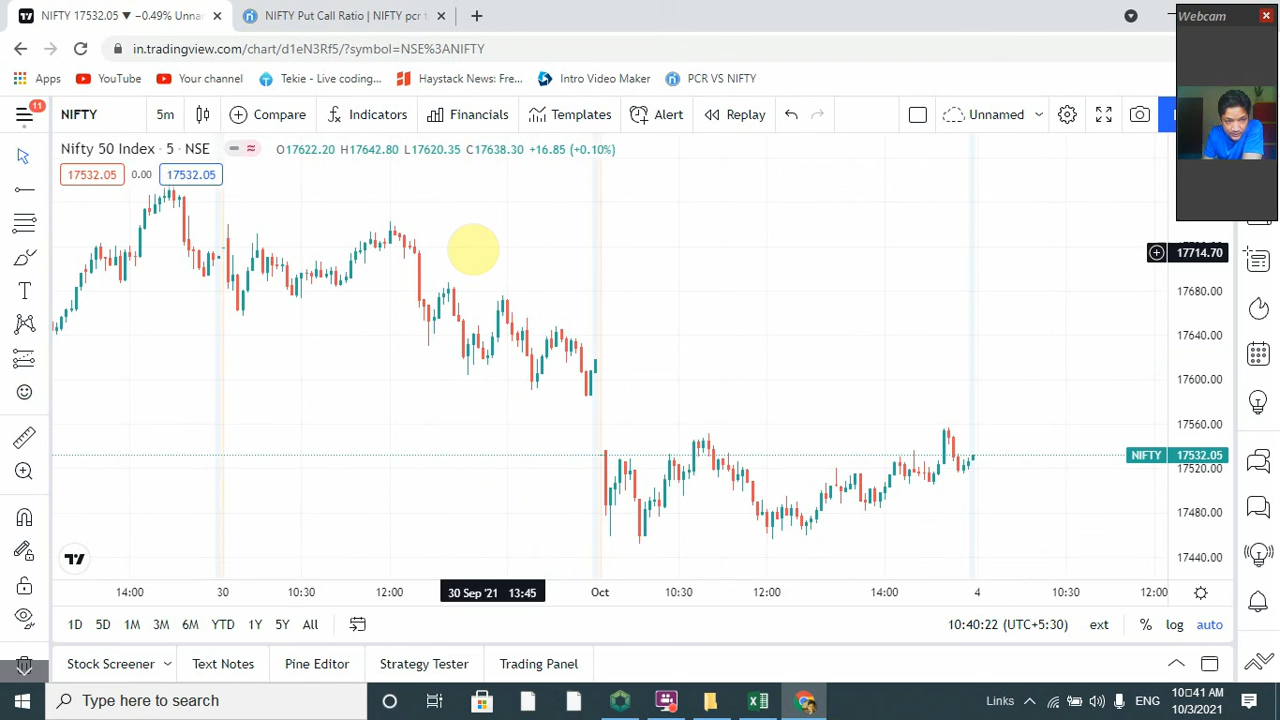 NIFTY 17532.05 ▼ −0.49% Unna
NIFTY Put Call Ratio | NIFTY pcr t
Webcam
in.tradingview.com/chart/d1eN3Rf5/?symbol=NSE%3ANIFTY
Apps YouTube Your channel Tekie - Live coding... Haystack News: Fre... Intro Video Maker PCR VS NIFTY
11
NIFTY 5m Compare Indicators Financials Templates Alert Replay Unnamed
Nifty 50 Index · 5 · NSE O17622.20 H17642.80 L17620.35 C17638.30 +16.85 (+0.10%)
17532.05 0.00 17532.05
17714.70
17680.00
17640.00
17600.00
17560.00
NIFTY 17532.05
17520.00
17480.00
17440.00
14:00 30 10:30 12:00 30 Sep '21 13:45 Oct 10:30 12:00 14:00 4 10:30 12:00
1D 5D 1M 3M 6M YTD 1Y 5Y All 10:40:22 (UTC+5:30) ext % log auto
Stock Screener Text Notes Pine Editor Strategy Tester Trading Panel
Type here to search
Links
ENG
10:41 AM
10/3/2021